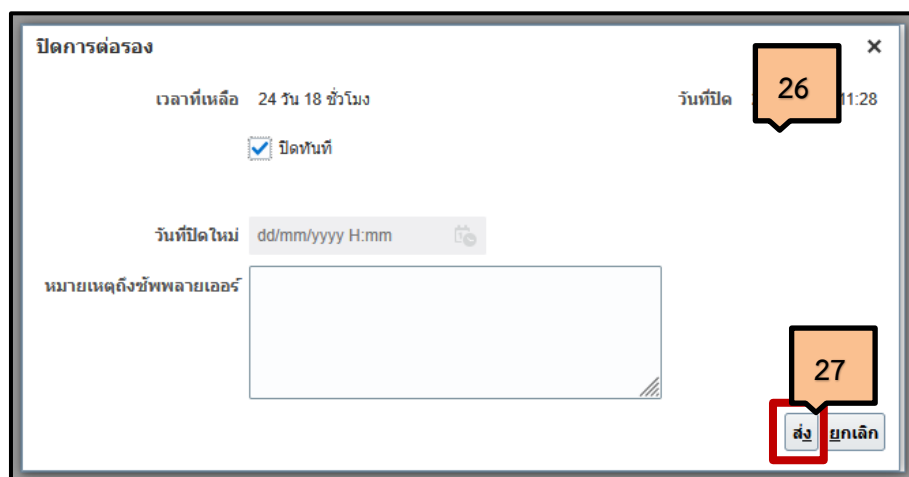 ปิดการต่อรอง
เวลาที่เหลือ 24 วัน 18 ชั่วโมง วันที่ปิด 11:28
26
ปิดทันที
วันที่ปิดใหม่ dd/mm/yyyy H:mm
หมายเหตุถึงซัพพลายเออร์
27
ส่ง ยกเลิก